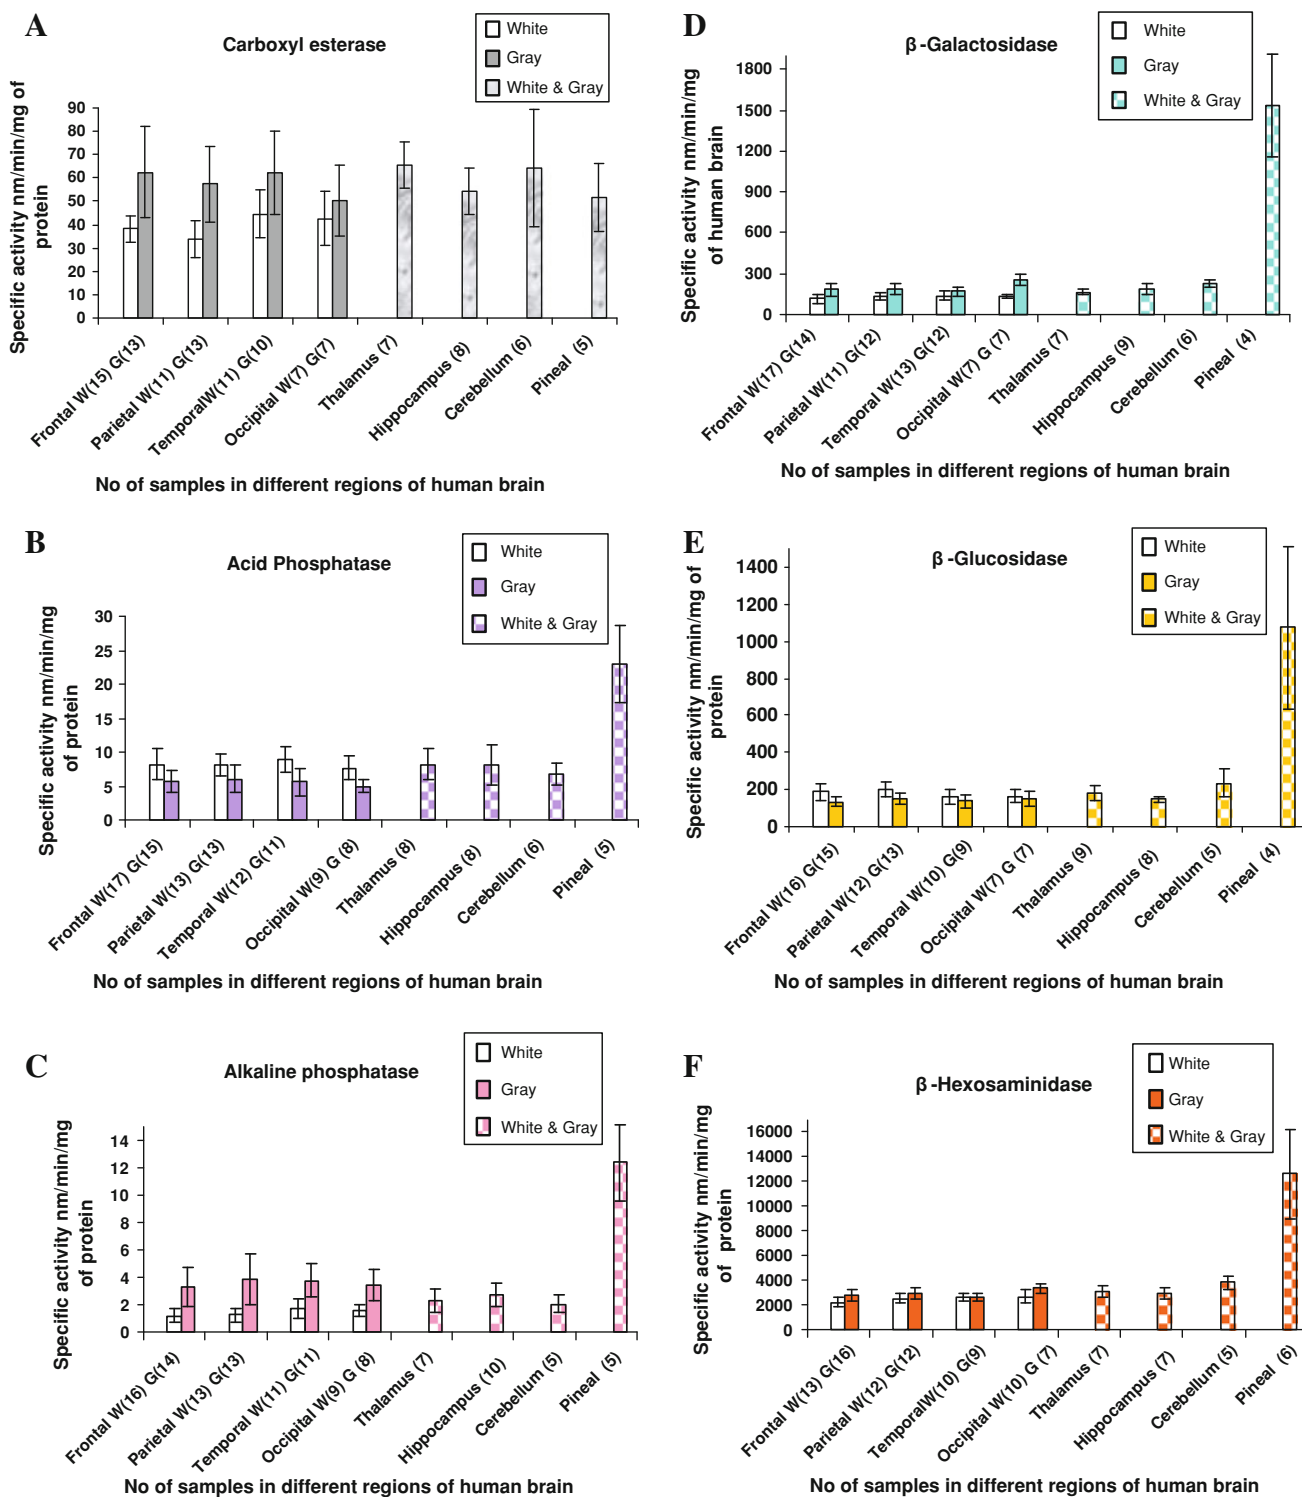 A
Carboxyl esterase
White
Gray
White & Gray
Specific activity nm/min/mg of
protein
90
80
70
60
50
40
30
20
10
0
Frontal W(15) G(13)
Parietal W(11) G(13)
TemporalW(11) G(10)
Occipital W(7) G(7)
Thalamus (7)
Hippocampus (8)
Cerebellum (6)
Pineal (5)
No of samples in different regions of human brain
B
Acid Phosphatase
White
Gray
White & Gray
Specific activity nm/min/mg
of protein
30
25
20
15
10
5
0
Frontal W(17) G(15)
Parietal W(13) G(13)
Temporal W(12) G(11)
Occipital W(9) G (8)
Thalamus (8)
Hippocampus (8)
Cerebellum (6)
Pineal (5)
No of samples in different regions of human brain
C
Alkaline phosphatase
White
Gray
White & Gray
Specific activity nm/min/mg
of protein
14
12
10
8
6
4
2
0
Frontal W(16) G(14)
Parietal W(13) G(13)
Temporal W(11) G(11)
Occipital W(9) G (8)
Thalamus (7)
Hippocampus (10)
Cerebellum (5)
Pineal (5)
No of samples in different regions of human brain
D
β-Galactosidase
White
Gray
White & Gray
Specific activity nm/min/mg
of human brain
1800
1500
1200
900
600
300
0
Frontal W(17) G(14)
Parietal W(11) G(12)
Temporal W(13) G(12)
Occipital W(7) G (7)
Thalamus (7)
Hippocampus (9)
Cerebellum (6)
Pineal (4)
No of samples in different regions of human brain
E
β-Glucosidase
White
Gray
White & Gray
Specific activity nm/min/mg of
protein
1400
1200
1000
800
600
400
200
0
Frontal W(16) G(15)
Parietal W(12) G(13)
Temporal W(10) G(9)
Occipital W(7) G (7)
Thalamus (9)
Hippocampus (8)
Cerebellum (5)
Pineal (4)
No of samples in different regions of human brain
F
β-Hexosaminidase
White
Gray
White & Gray
Specific activity nm/min/mg
of protein
16000
14000
12000
10000
8000
6000
4000
2000
0
Frontal W(13) G(16)
Parietal W(12) G(12)
TemporalW(10) G(9)
Occipital W(10) G (7)
Thalamus (7)
Hippocampus (7)
Cerebellum (5)
Pineal (6)
No of samples in different regions of human brain